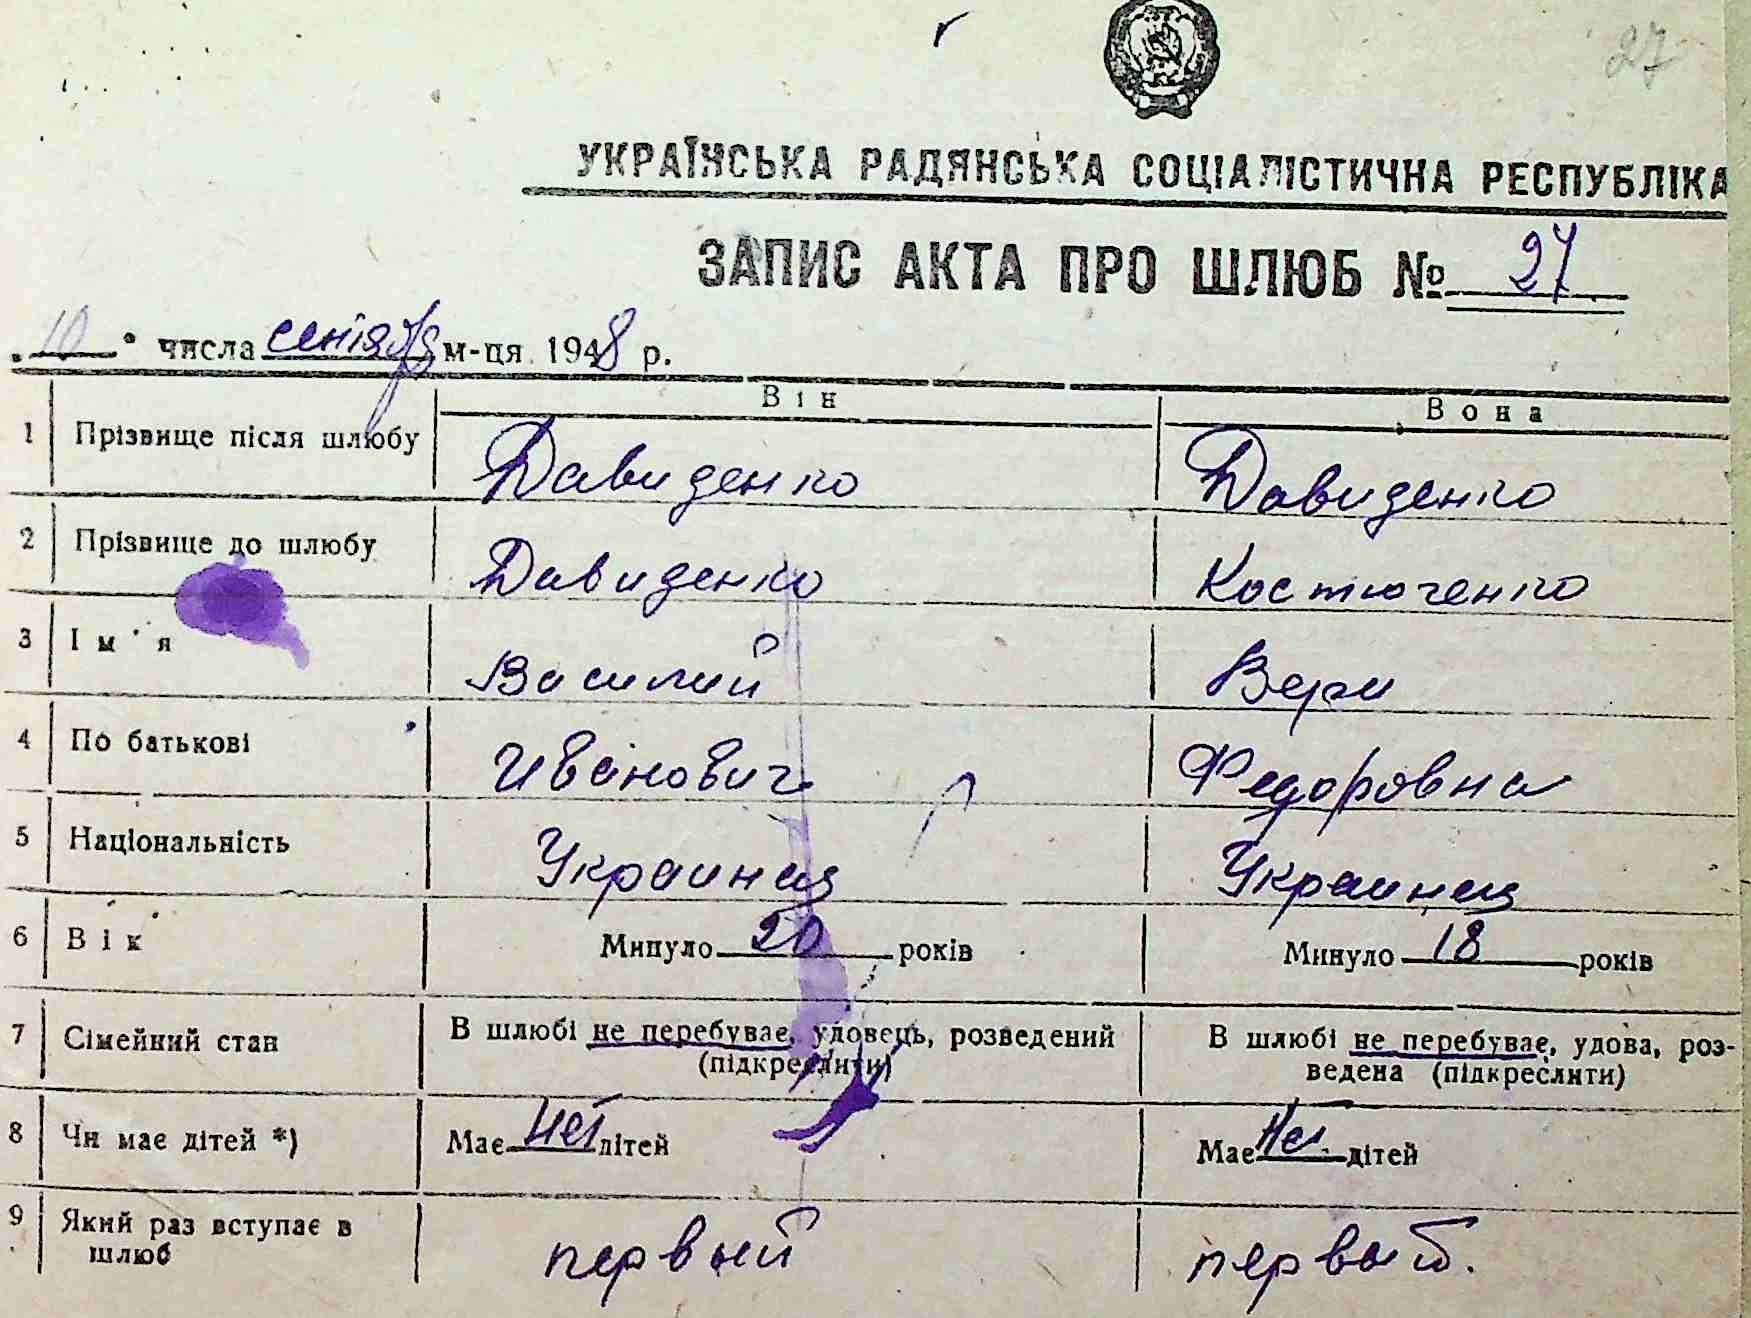 27
УКРАЇНСЬКА РАДЯНСЬКА СОЦІАЛІСТИЧНА РЕСПУБЛІКА
ЗАПИС АКТА ПРО ШЛЮБ № 27
„10" числа сенiября м-ця 1948 р.
Він Вона
1 Прізвище після шлюбу Давиденко Давиденко
2 Прізвище до шлюбу Давиденко Костюченко
3 Ім'я Василий Вера
4 По батькові Иванович Федоровна
5 Національність Украинец Украинец
6 Вік Минуло 20 років Минуло 18 років
7 Сімейний стан В шлюбі не перебуває, удовець, розведений В шлюбі не перебуває, удова, роз-
(підкреслити) ведена (підкреслити)
8 Чи має дітей *) Має нет дітей Має нет. дітей
9 Який раз вступає в первый первый.
шлюб